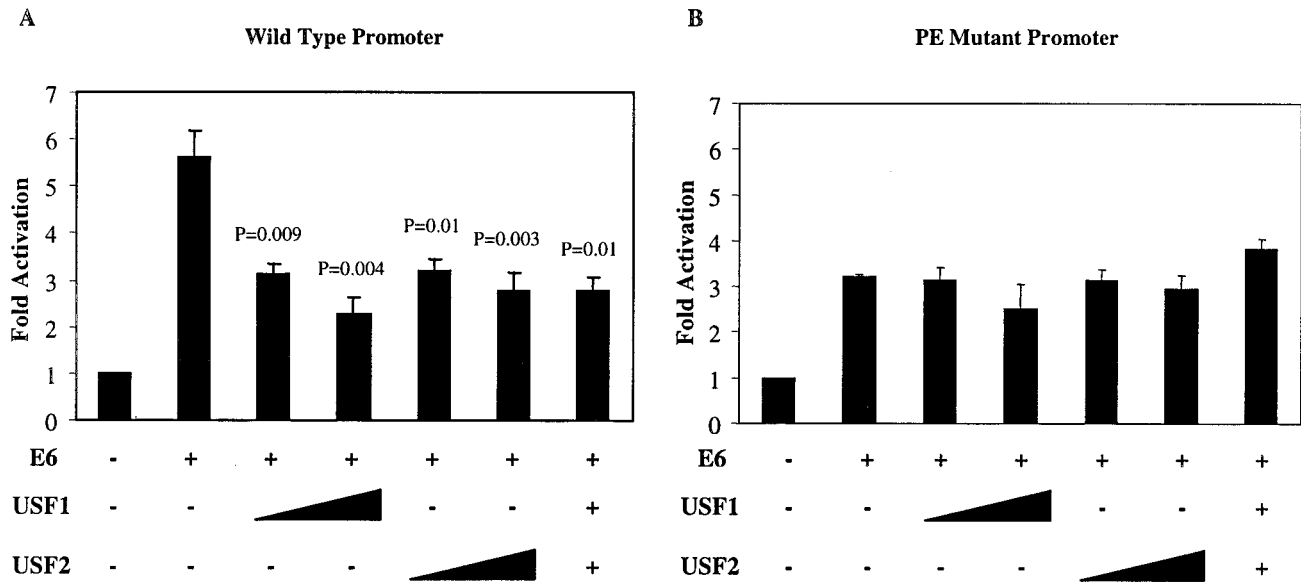 A
Wild Type Promoter
Fold Activation
7
6
5
4
3
2
1
0
P=0.009
P=0.004
P=0.01
P=0.003
P=0.01
E6 - + + + + + +
USF1 - - - - +
USF2 - - - - +
B
PE Mutant Promoter
Fold Activation
7
6
5
4
3
2
1
0
E6 - + + + + + +
USF1 - - - - +
USF2 - - - - +